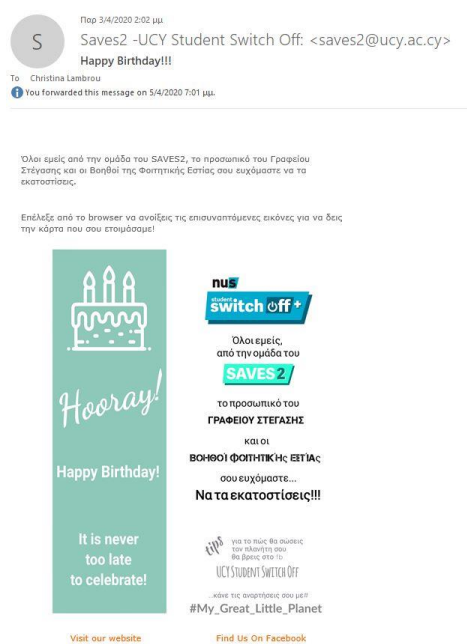 Παρ 3/4/2020 2:02 μμ
S
Saves2 -UCY Student Switch Off: <saves2@ucy.ac.cy>
Happy Birthday!!!
To Christina Lambrou
You forwarded this message on 5/4/2020 7:01 μμ.
Όλοι εμείς από την ομάδα του SAVES2, το προσωπικό του Γραφείου
Στέγασης και οι Βοηθοί της Φοιτητικής Εστίας σου ευχόμαστε να τα
εκατοστίσεις.
Επέλεξε από το browser να ανοίξεις τις επισυναπτόμενες εικόνες για να δεις
την κάρτα που σου ετοιμάσαμε!
Hooray!
Happy Birthday!
It is never
too late
to celebrate!
nus
student
switch off +
Όλοι εμείς,
από την ομάδα του
SAVES2
το προσωπικό του
ΓΡΑΦΕΙΟΥ ΣΤΕΓΑΣΗΣ
και οι
ΒΟΗΘΟΊ ΦΟΙΤΗΤΙΚΉς ΕΣΤΊΑς
σου ευχόμαστε...
Να τα εκατοστίσεις!!!
tips
για το πώς θα σώσεις
τον πλανήτη σου
θα βρεις στο fb
UCY STUDENT SWITCH OFF
...κάνε τις αναρτήσεις σου με#
#My_Great_Little_Planet
Visit our website
Find Us On Facebook